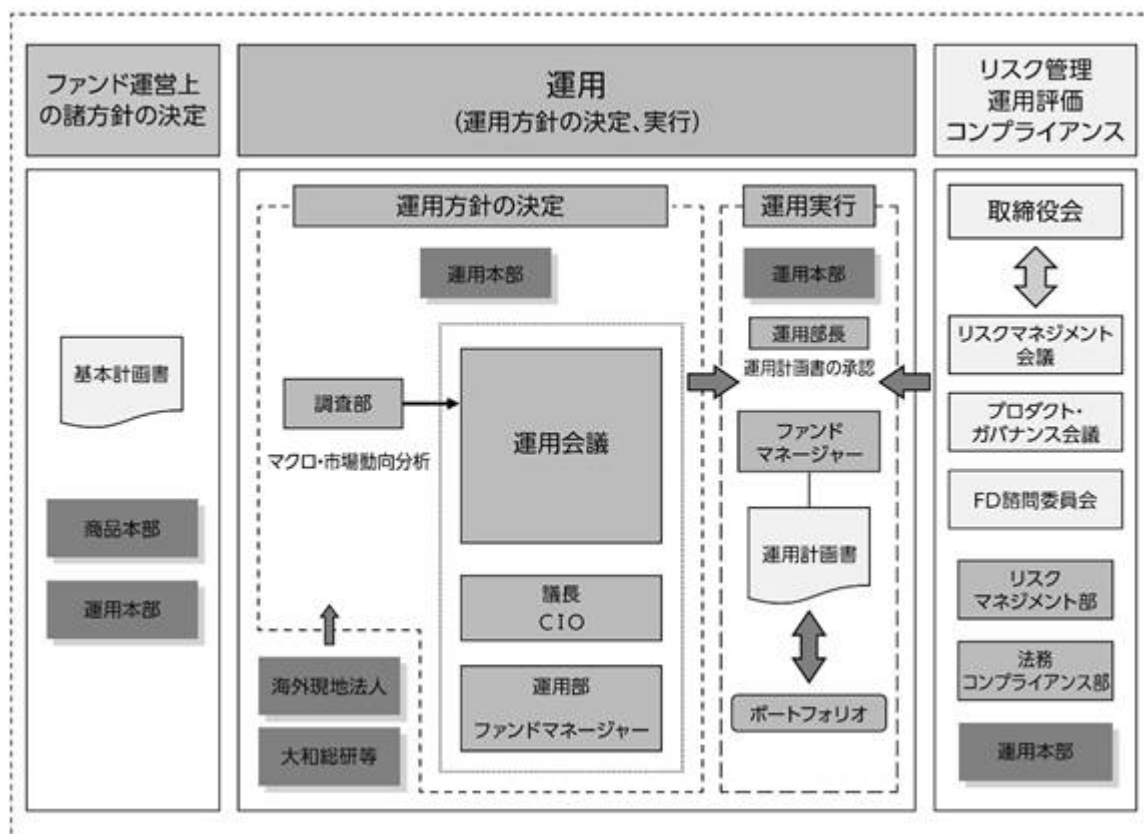 ファンド運営上
の諸方針の決定
運用
(運用方針の決定、実行)
リスク管理
運用評価
コンプライアンス
基本計画書
商品本部
運用本部
運用方針の決定
運用本部
調査部
マクロ・市場動向分析
運用会議
議長
CIO
運用部
ファンドマネージャー
海外現地法人
大和総研等
運用実行
運用本部
運用部長
運用計画書の承認
ファンド
マネージャー
運用計画書
ポートフォリオ
取締役会
リスクマネジメント
会議
プロダクト・
ガバナンス会議
FD諮問委員会
リスク
マネジメント部
法務
コンプライアンス部
運用本部